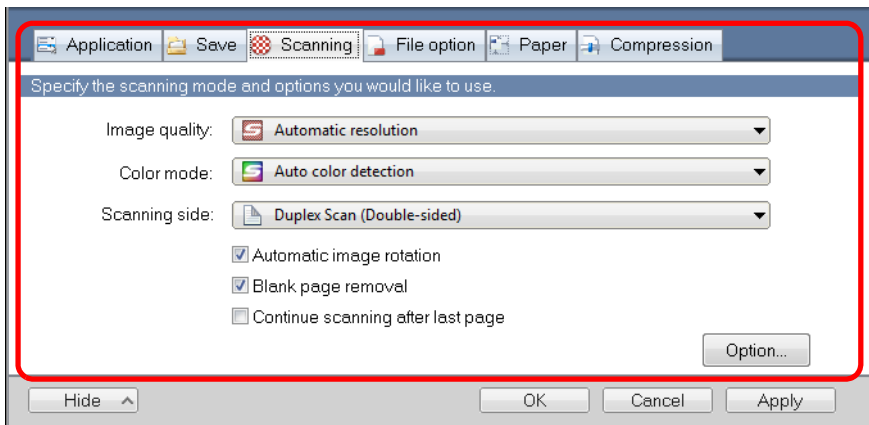 Application Save Scanning File option Paper Compression
Specify the scanning mode and options you would like to use.
Image quality: Automatic resolution
Color mode: Auto color detection
Scanning side: Duplex Scan (Double-sided)
Automatic image rotation
Blank page removal
Continue scanning after last page
Option...
Hide OK Cancel Apply